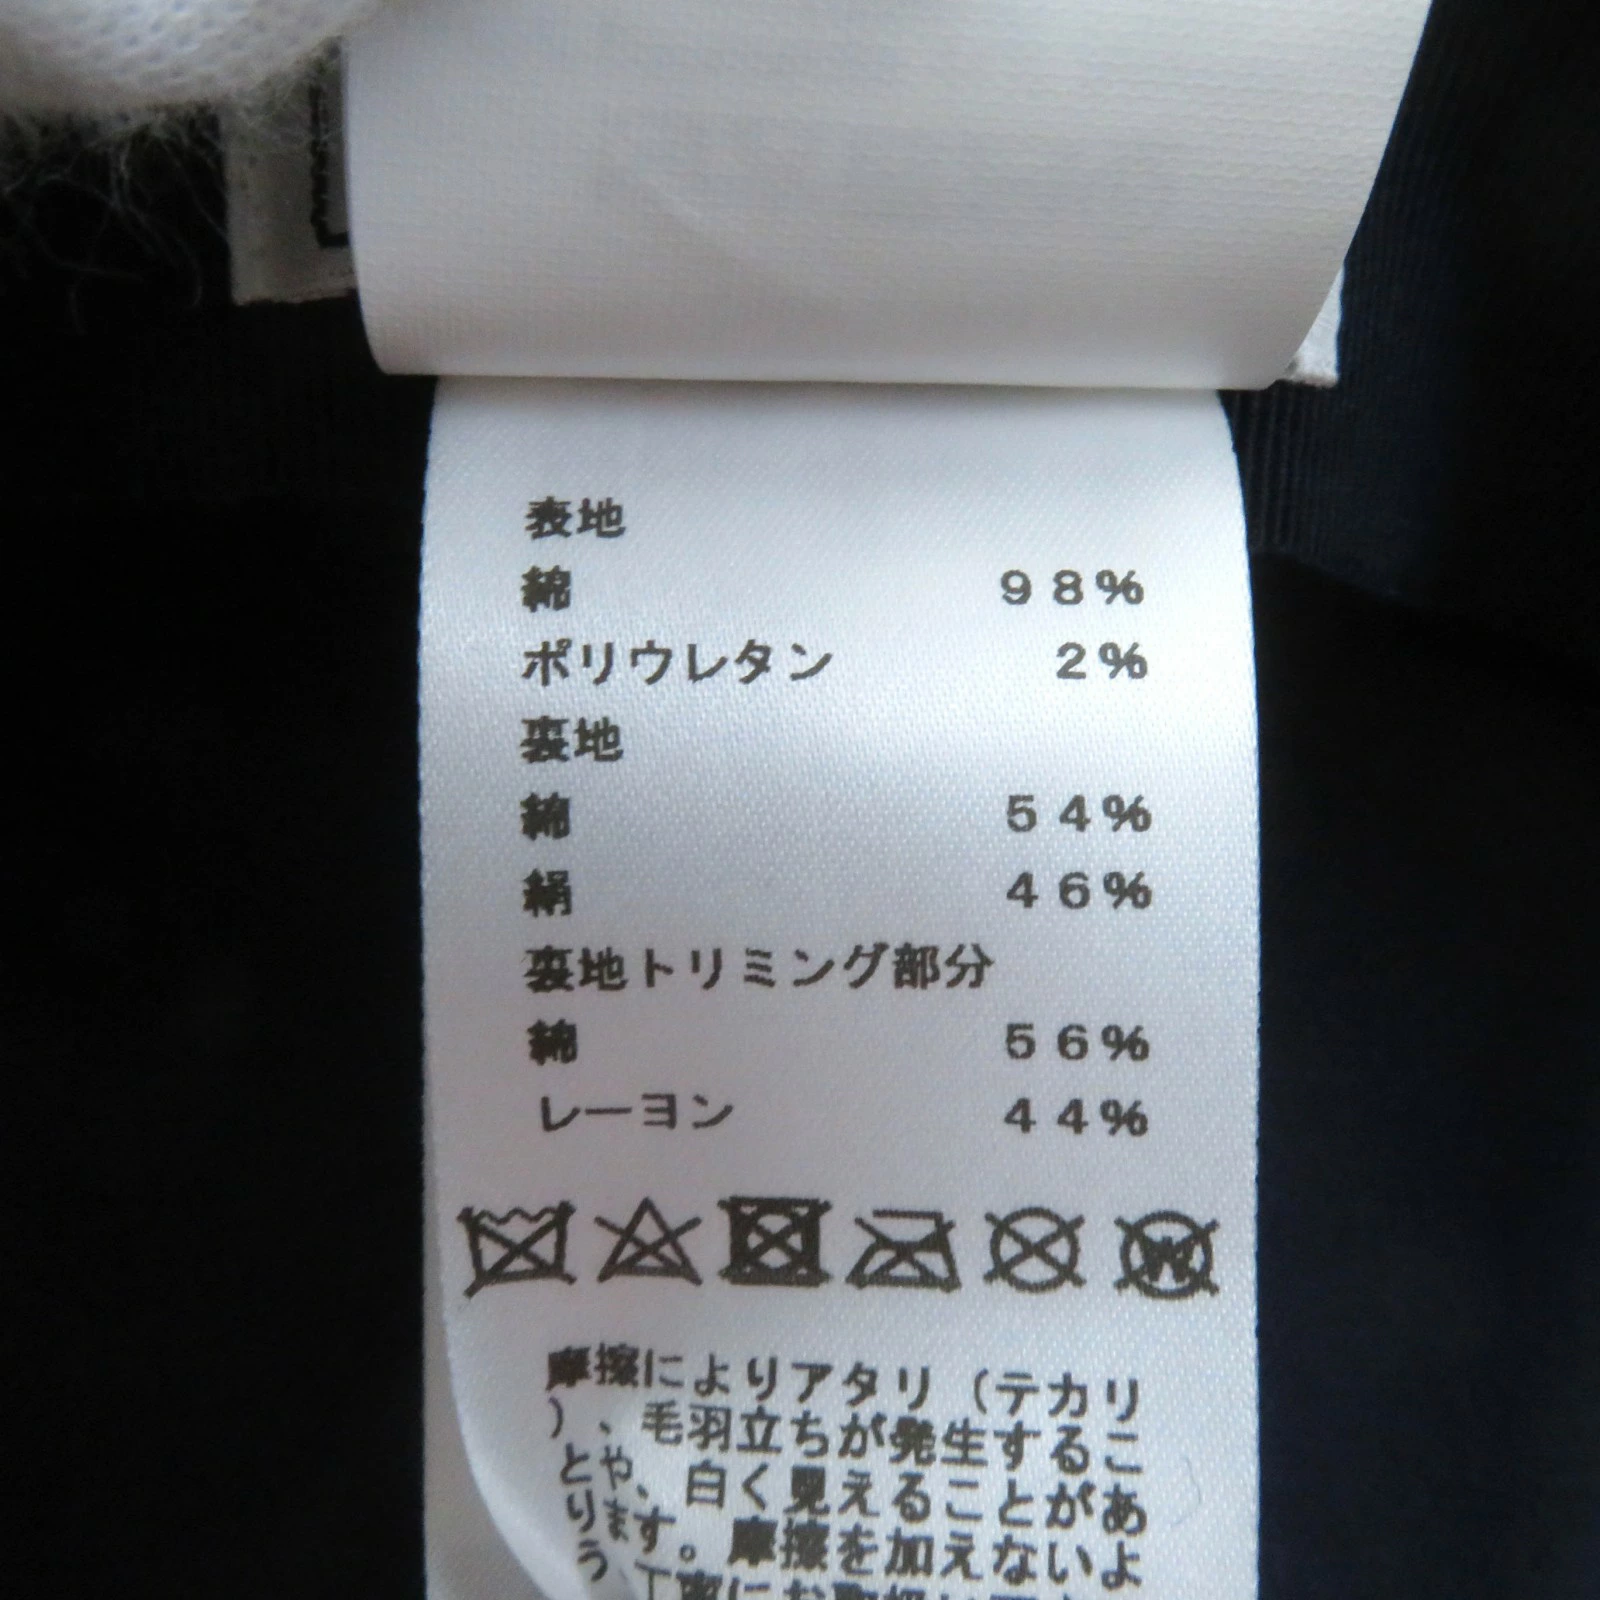 表地
綿 98%
ポリウレタン 2%
裏地
綿 54%
絹 46%
裏地トリミング部分
綿 56%
レーヨン 44%
W
摩擦によりアタリ（テカリ
）、毛羽立ちが発生するこ
とや、白く見えることがあ
ります。摩擦を加えないよ
う